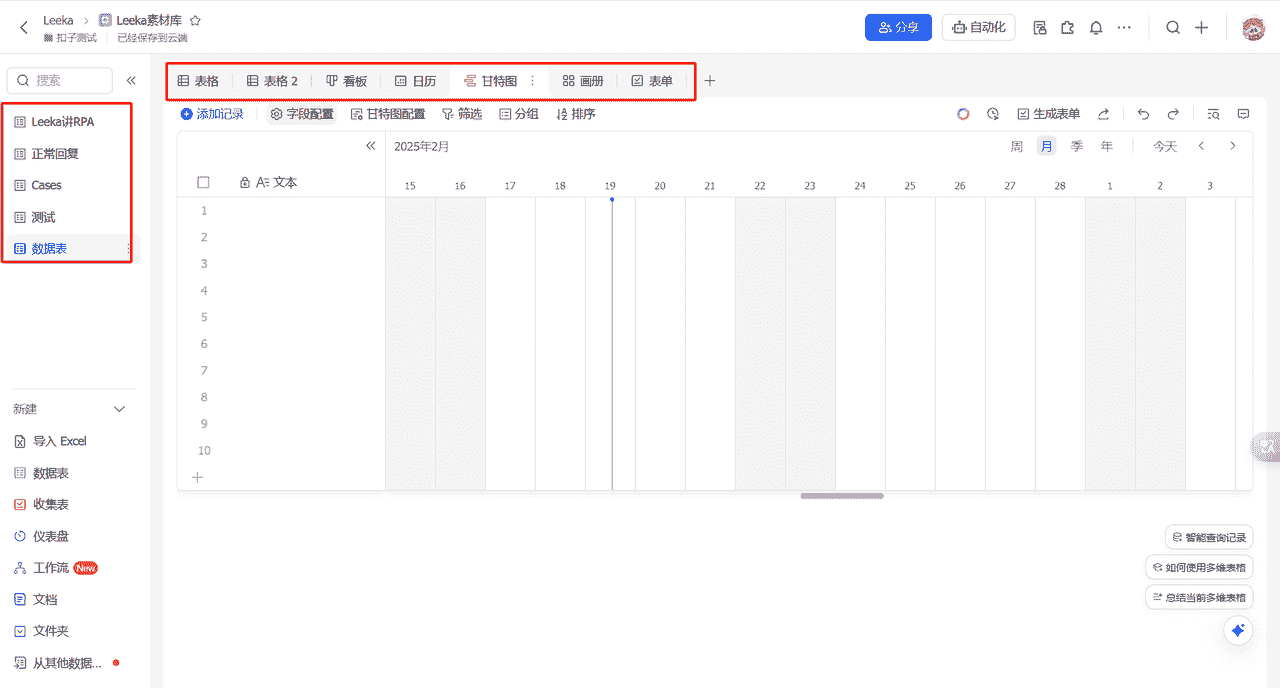 Leeka
Leeka素材库
扣子测试
已经保存到云端
分享
自动化
搜索
Leeka讲RPA
正常回复
Cases
测试
数据表
表格
表格 2
看板
日历
甘特图
画册
表单
添加记录
字段配置
甘特图配置
筛选
分组
排序
生成表单
2025年2月
周
月
季
年
今天
文本
15 16 17 18 19 20 21 22 23 24 25 26 27 28 1 2 3
1
2
3
4
5
6
7
8
9
10
新建
导入 Excel
数据表
收集表
仪表盘
工作流 New
文档
文件夹
从其他数据...
智能查询记录
如何使用多维表格
总结当前多维表格